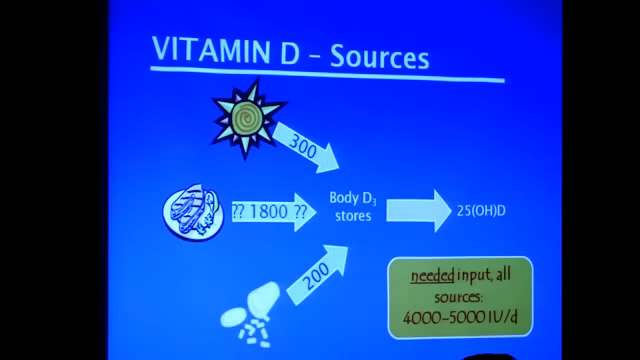 VITAMIN D – Sources
300
?? 1800 ??
Body D₃
stores
25(OH)D
200
needed input, all
sources:
4000-5000 IU/d